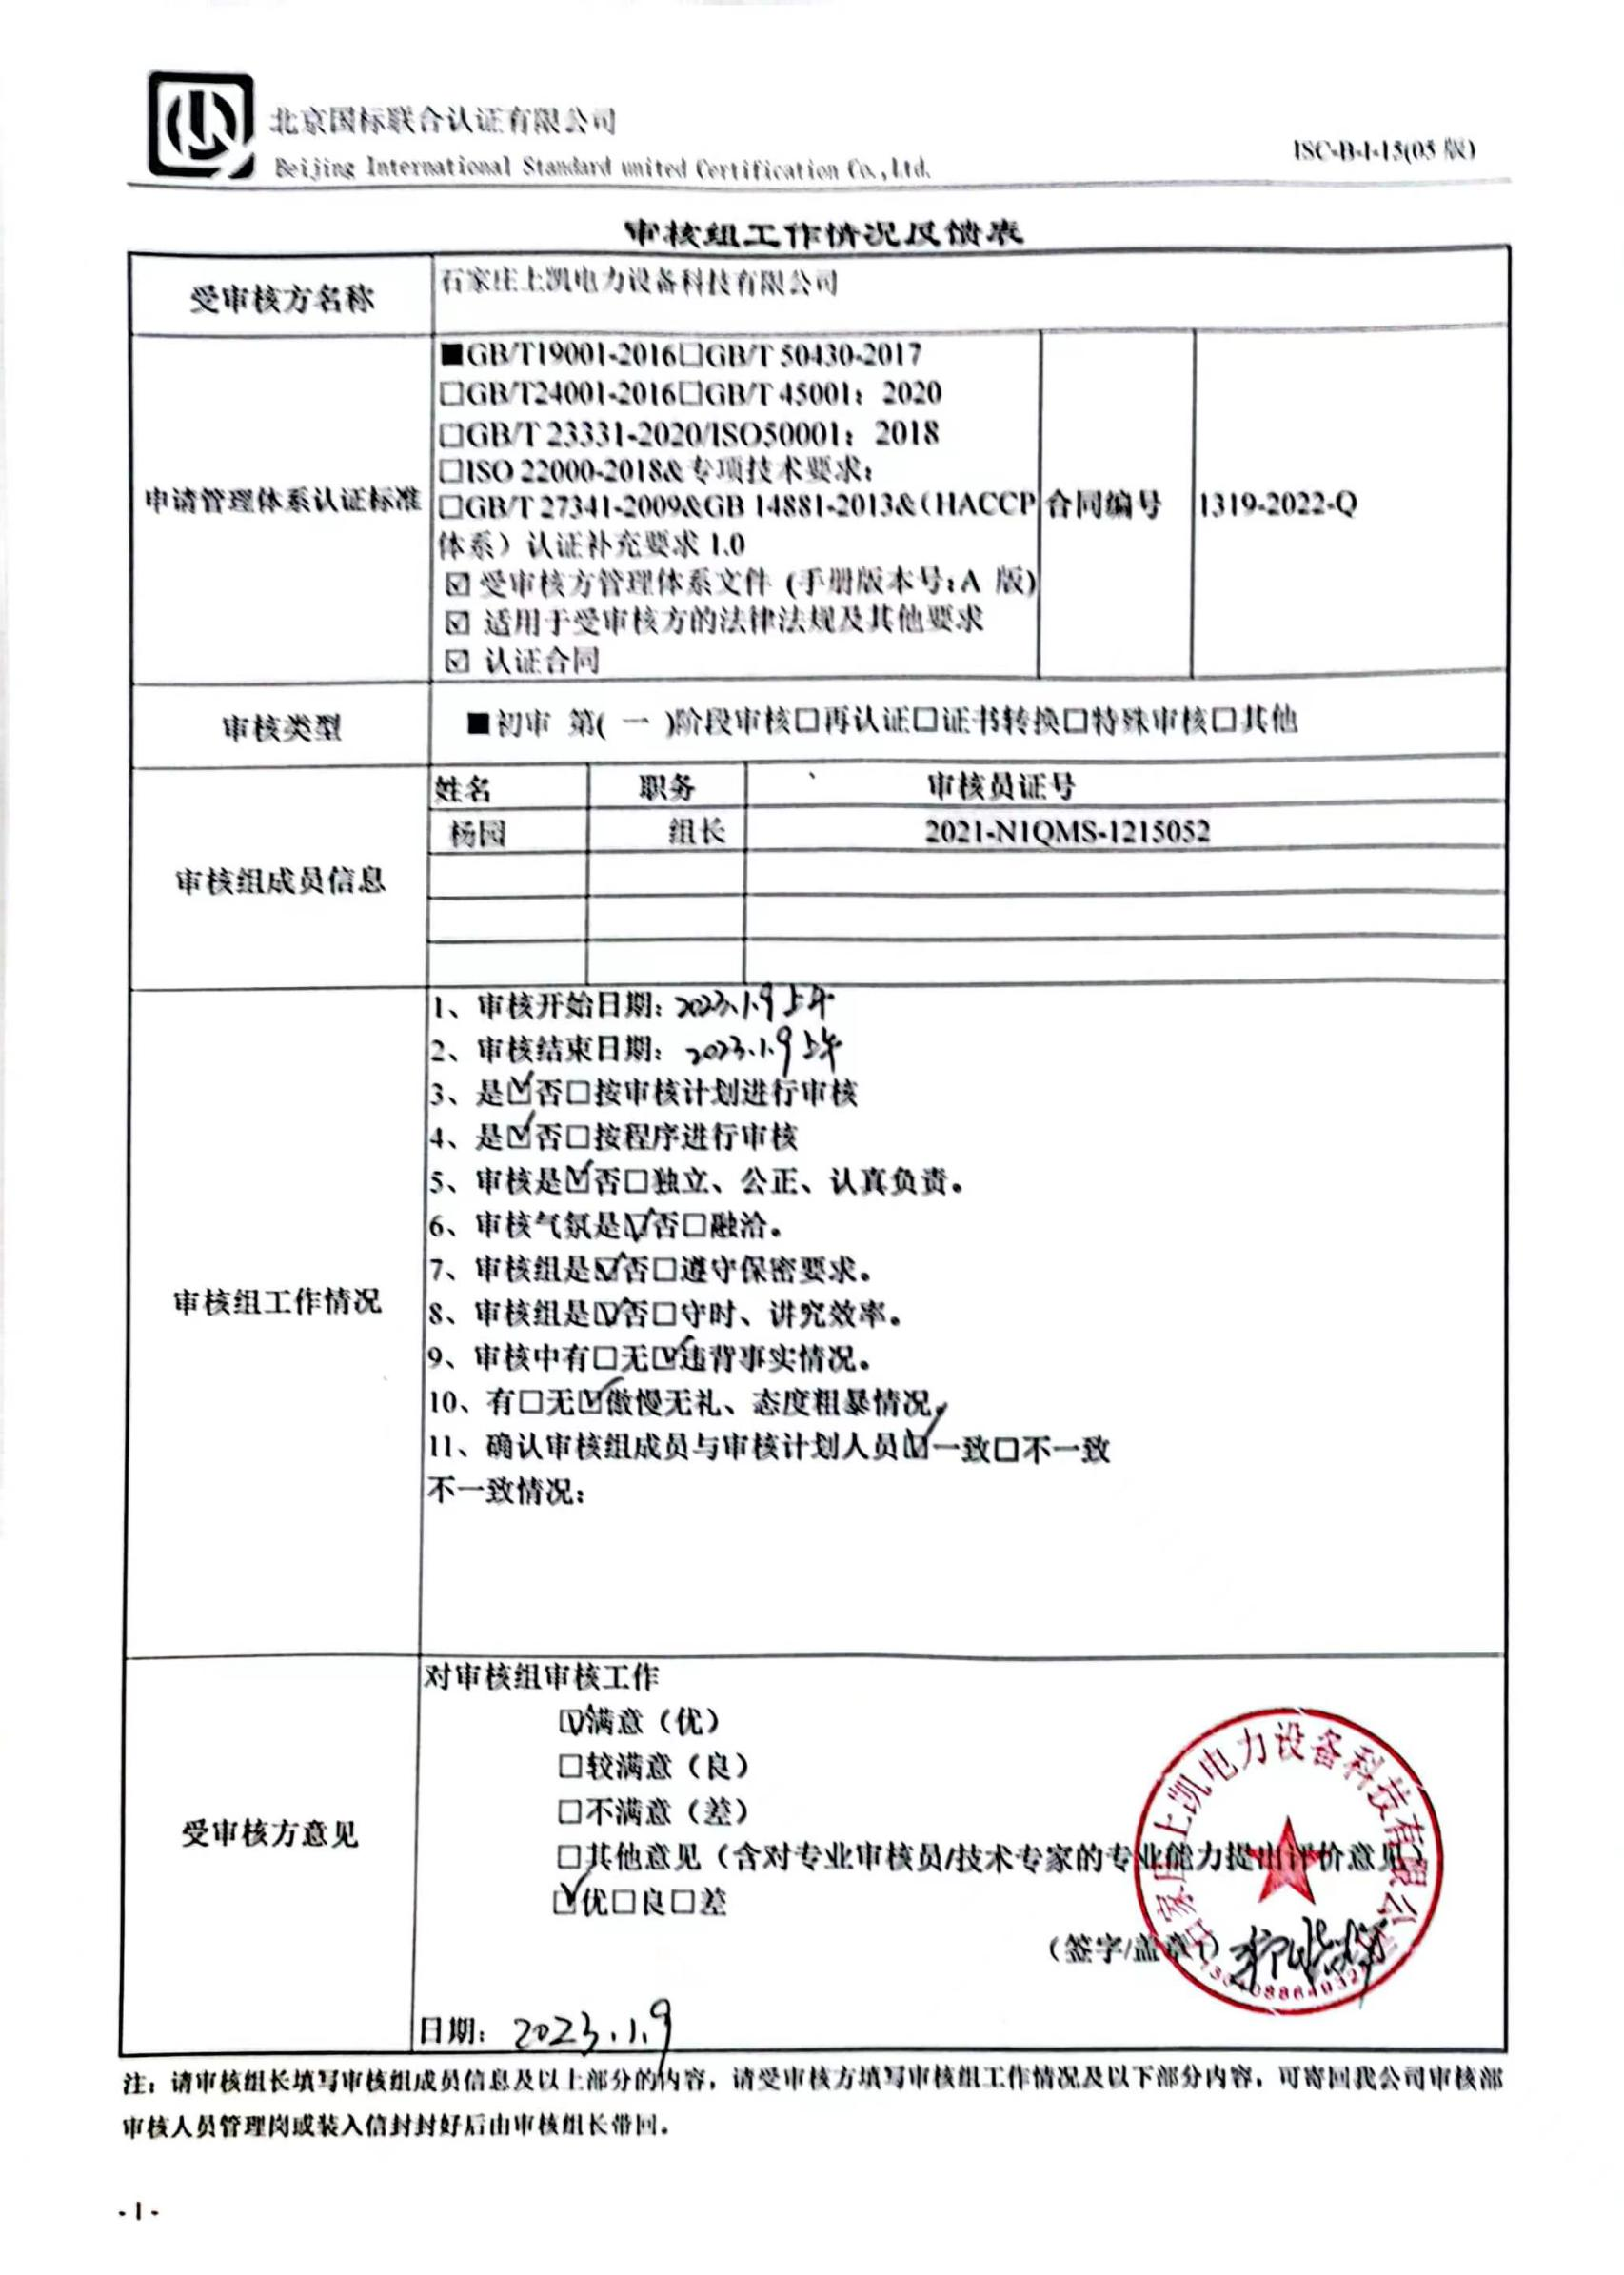 北京国标联合认证有限公司
Beijing International Standard united Certification Co.,Ltd.
ISC-B-I-15(05 版)
审核组工作情况反馈表
受审核方名称
石家庄上凯电力设备科技有限公司
申请管理体系认证标准
■GB/T19001-2016□GB/T 50430-2017
□GB/T24001-2016□GB/T 45001：2020
□GB/T 23331-2020/ISO50001：2018
□ISO 22000-2018&专项技术要求：
□GB/T 27341-2009&GB 14881-2013&（HACCP
体系）认证补充要求 1.0
☑ 受审核方管理体系文件（手册版本号:A 版）
☑ 适用于受审核方的法律法规及其他要求
☑ 认证合同
合同编号
1319-2022-Q
审核类型
■初审 第( 一 )阶段审核□再认证□证书转换□特殊审核□其他
审核组成员信息
姓名 职务 审核员证号
杨园 组长 2021-N1QMS-1215052
审核组工作情况
1、审核开始日期：2023.1.9上午
2、审核结束日期：2023.1.9上午
3、是☑否□按审核计划进行审核
4、是☑否□按程序进行审核
5、审核是☑否□独立、公正、认真负责。
6、审核气氛是☑否□融洽。
7、审核组是☑否□遵守保密要求。
8、审核组是☑否□守时、讲究效率。
9、审核中有□无☑违背事实情况。
10、有□无☑傲慢无礼、态度粗暴情况。
11、确认审核组成员与审核计划人员☑一致□不一致
不一致情况：
受审核方意见
对审核组审核工作
☑满意（优）
□较满意（良）
□不满意（差）
□其他意见（含对专业审核员/技术专家的专业能力提出评价意见）
☑优□良□差
（签字/盖章）
石家庄上凯电力设备科技有限公司
日期：2023.1.9
注：请审核组长填写审核组成员信息及以上部分的内容，请受审核方填写审核组工作情况及以下部分内容，可寄回我公司审核部
审核人员管理岗或装入信封封好后由审核组长带回。
-1-